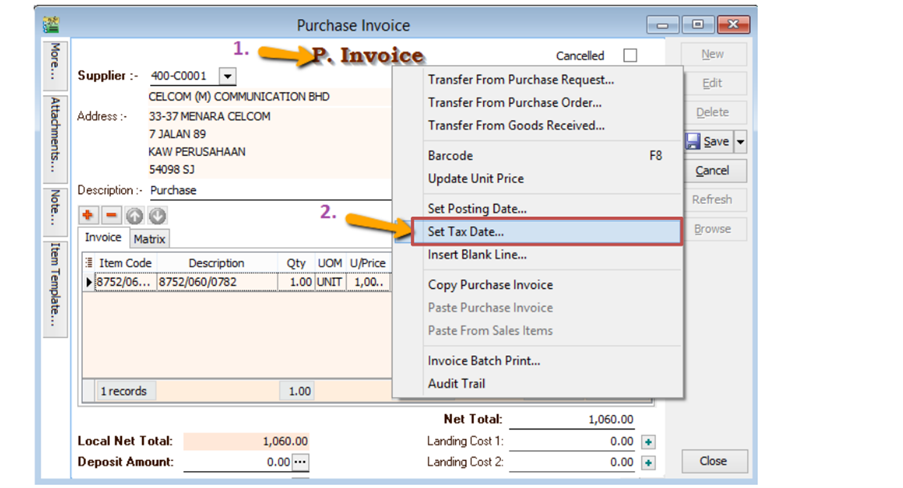 Purchase Invoice
1.
P. Invoice
Cancelled
Supplier :- 400-C0001
CELCOM (M) COMMUNICATION BHD
Address :- 33-37 MENARA CELCOM
7 JALAN 89
KAW PERUSAHAAN
54098 SJ
Description :- Purchase
More...
Attachments...
Note...
Item Template...
Invoice Matrix
Item Code Description Qty UOM U/Price
8752/06... 8752/060/0782 1.00 UNIT 1,00..
1 records 1.00
Transfer From Purchase Request...
Transfer From Purchase Order...
Transfer From Goods Received...
Barcode F8
Update Unit Price
Set Posting Date...
2.
Set Tax Date...
Insert Blank Line...
Copy Purchase Invoice
Paste Purchase Invoice
Paste From Sales Items
Invoice Batch Print...
Audit Trail
New
Edit
Delete
Save
Cancel
Refresh
Browse
Net Total: 1,060.00
Local Net Total: 1,060.00 Landing Cost 1: 0.00
Deposit Amount: 0.00 Landing Cost 2: 0.00
Close